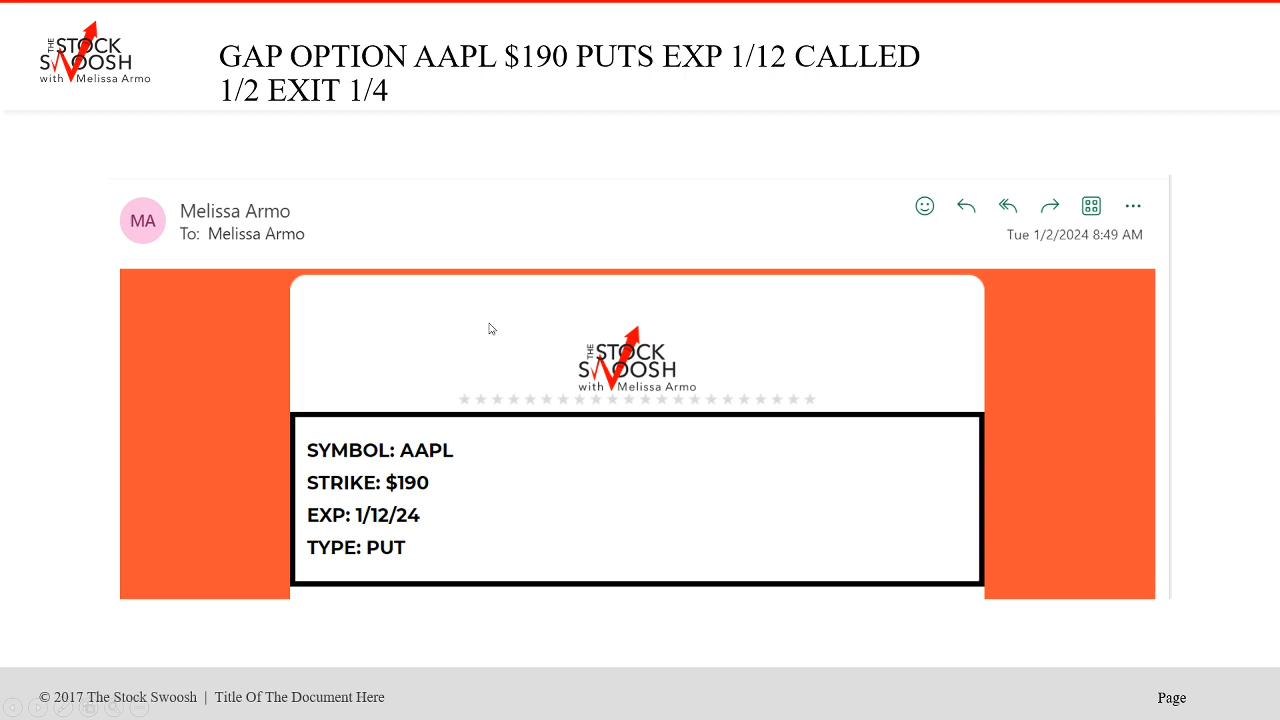 THE STOCK SWOOSH
with Melissa Armo
GAP OPTION AAPL $190 PUTS EXP 1/12 CALLED
1/2 EXIT 1/4
MA
Melissa Armo
To: Melissa Armo
Tue 1/2/2024 8:49 AM
THE STOCK
SWOOSH
with Melissa Armo
SYMBOL: AAPL
STRIKE: $190
EXP: 1/12/24
TYPE: PUT
© 2017 The Stock Swoosh | Title Of The Document Here
Page